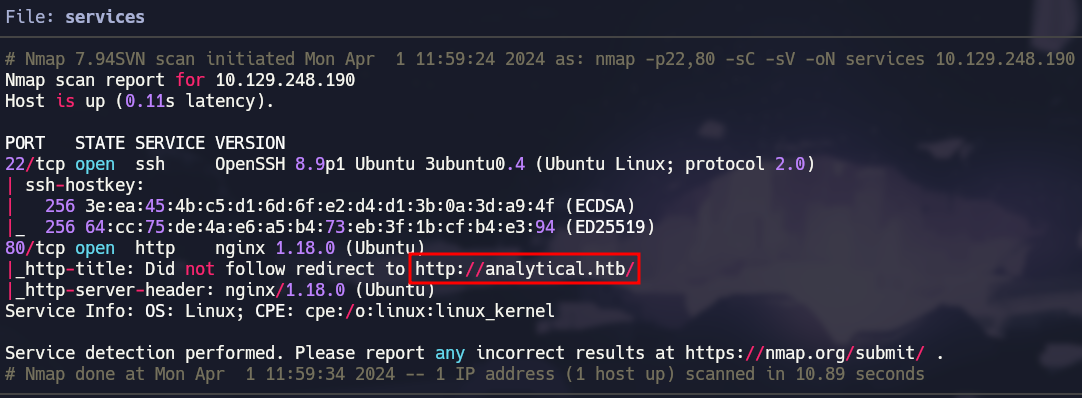 File: services
# Nmap 7.94SVN scan initiated Mon Apr  1 11:59:24 2024 as: nmap -p22,80 -sC -sV -oN services 10.129.248.190
Nmap scan report for 10.129.248.190
Host is up (0.11s latency).
PORT   STATE SERVICE VERSION
22/tcp open  ssh     OpenSSH 8.9p1 Ubuntu 3ubuntu0.4 (Ubuntu Linux; protocol 2.0)
| ssh-hostkey:
|   256 3e:ea:45:4b:c5:d1:6d:6f:e2:d4:d1:3b:0a:3d:a9:4f (ECDSA)
|_  256 64:cc:75:de:4a:e6:a5:b4:73:eb:3f:1b:cf:b4:e3:94 (ED25519)
80/tcp open  http    nginx 1.18.0 (Ubuntu)
|_http-title: Did not follow redirect to http://analytical.htb/
|_http-server-header: nginx/1.18.0 (Ubuntu)
Service Info: OS: Linux; CPE: cpe:/o:linux:linux_kernel
Service detection performed. Please report any incorrect results at https://nmap.org/submit/ .
# Nmap done at Mon Apr  1 11:59:34 2024 -- 1 IP address (1 host up) scanned in 10.89 seconds